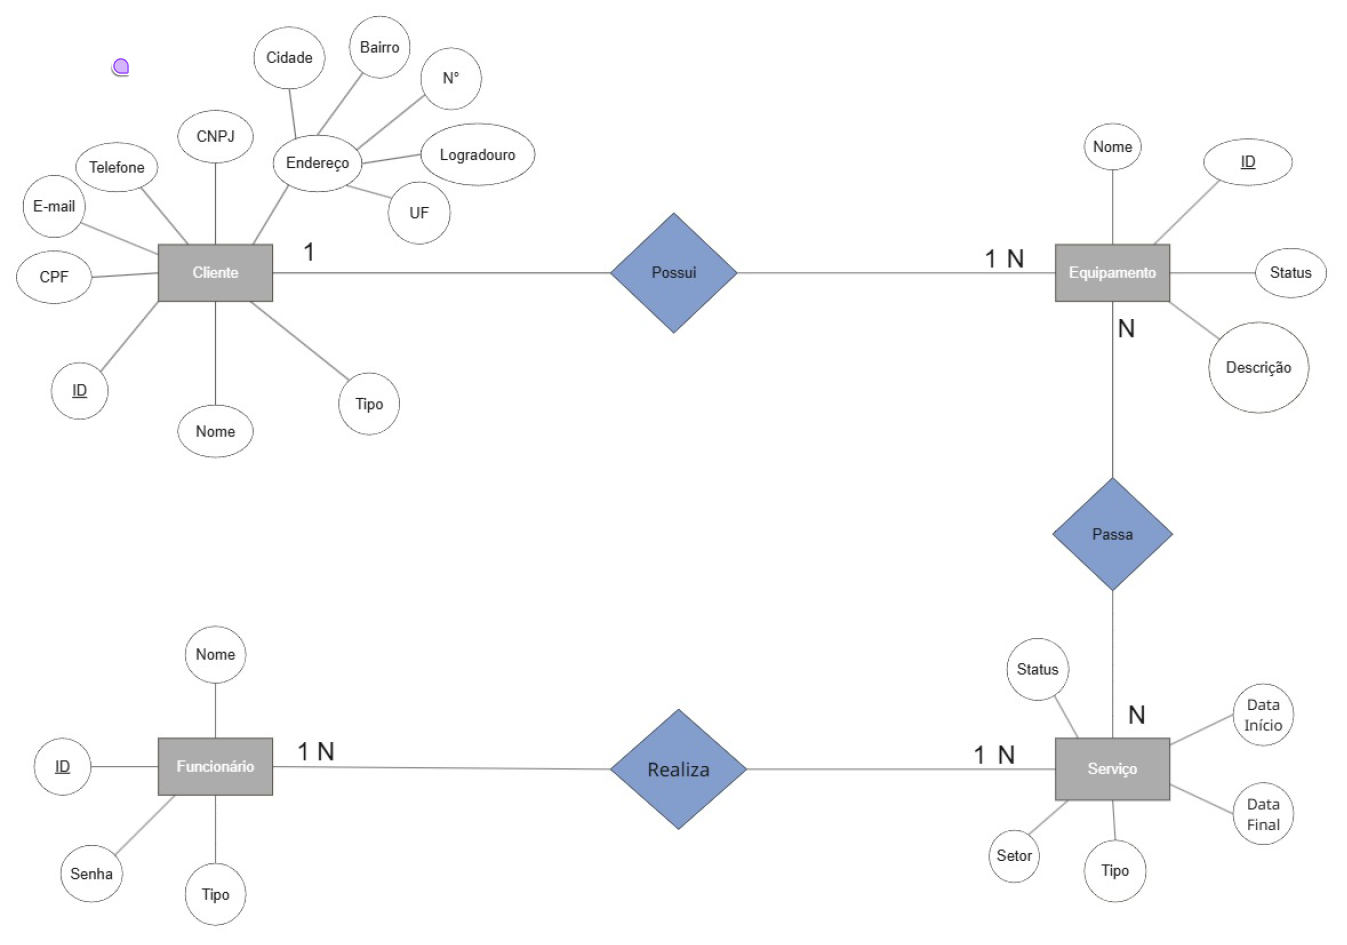 Cidade
Bairro
N°
CNPJ
Telefone
Endereço
Logradouro
E-mail
UF
CPF
Cliente
1
ID
Nome
Tipo
Possui
1 N
Nome
ID
Equipamento
Status
N
Descrição
Passa
Nome
ID
Funcionário
1 N
Senha
Tipo
Realiza
1 N
Status
N
Data
Início
Serviço
Data
Final
Setor
Tipo